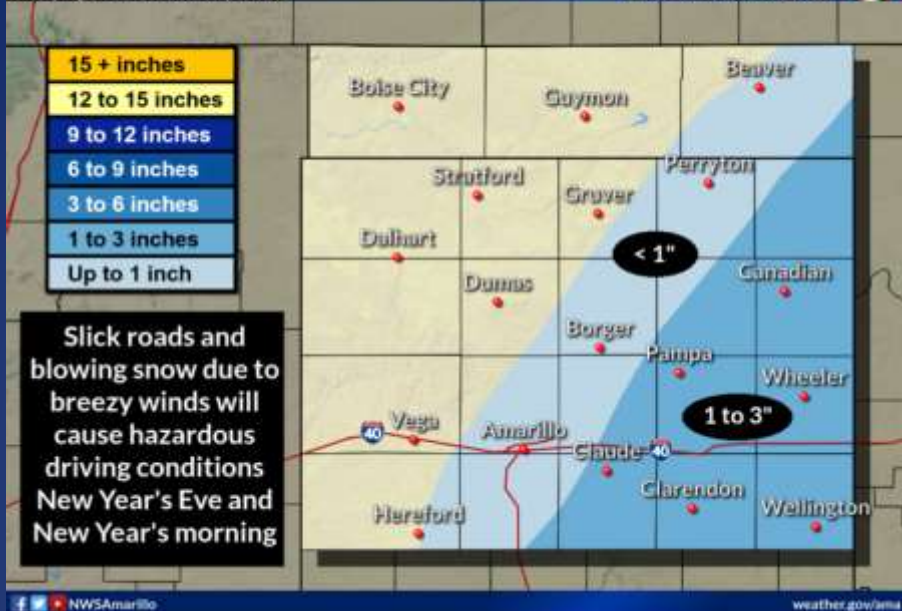 15 + inches
12 to 15 inches
9 to 12 inches
6 to 9 inches
3 to 6 inches
1 to 3 inches
Up to 1 inch
Slick roads and
blowing snow due to
breezy winds will
cause hazardous
driving conditions
New Year's Eve and
New Year's morning
Beaver
Boise City
Guymon
Perryton
Stratford
Gruver
Dalhart
< 1"
Canadian
Dumas
Borger
Pampa
Wheeler
1 to 3"
Vega
40
Amarillo
Claude
40
Clarendon
Hereford
Wellington
NWSAmarillo
weather.gov/ama